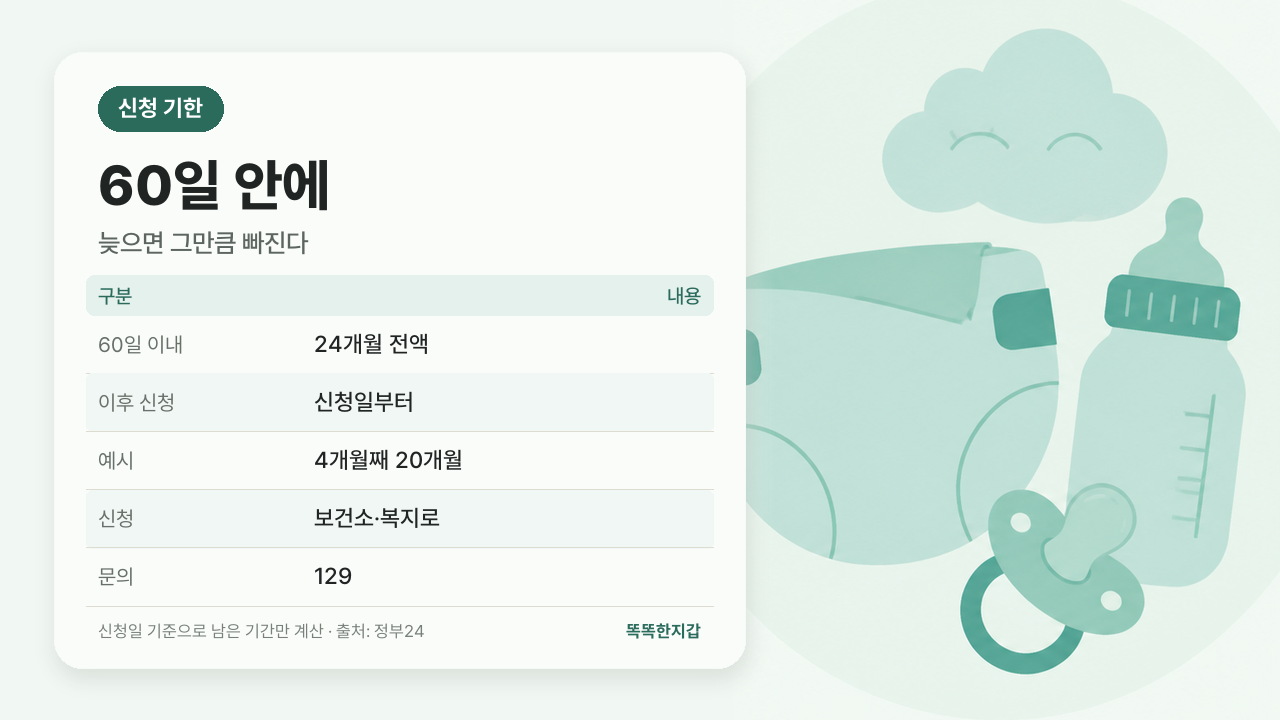 신청 기한
60일 안에
늦으면 그만큼 빠진다
구분 내용
60일 이내 24개월 전액
이후 신청 신청일부터
예시 4개월째 20개월
신청 보건소·복지로
문의 129
신청일 기준으로 남은 기간만 계산 · 출처: 정부24 똑똑한지갑